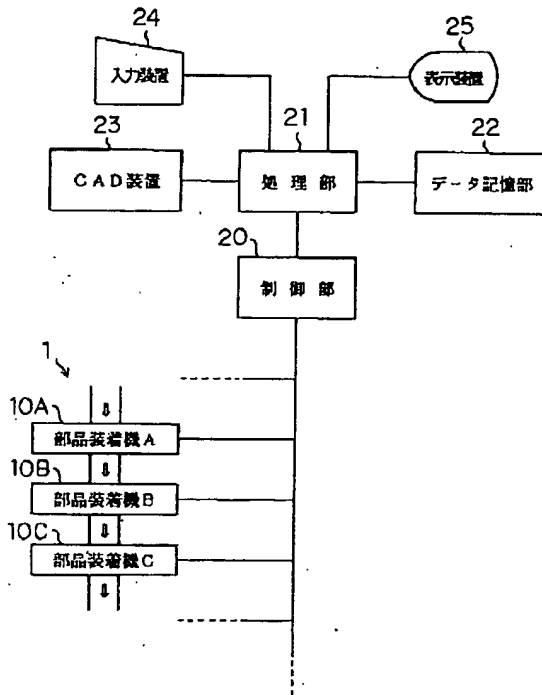 24
25
入力装置
表示装置
23
21
22
CAD装置
処理部
データ記憶部
20
制御部
1
10A
部品装着機A
10B
部品装着機B
10C
部品装着機C